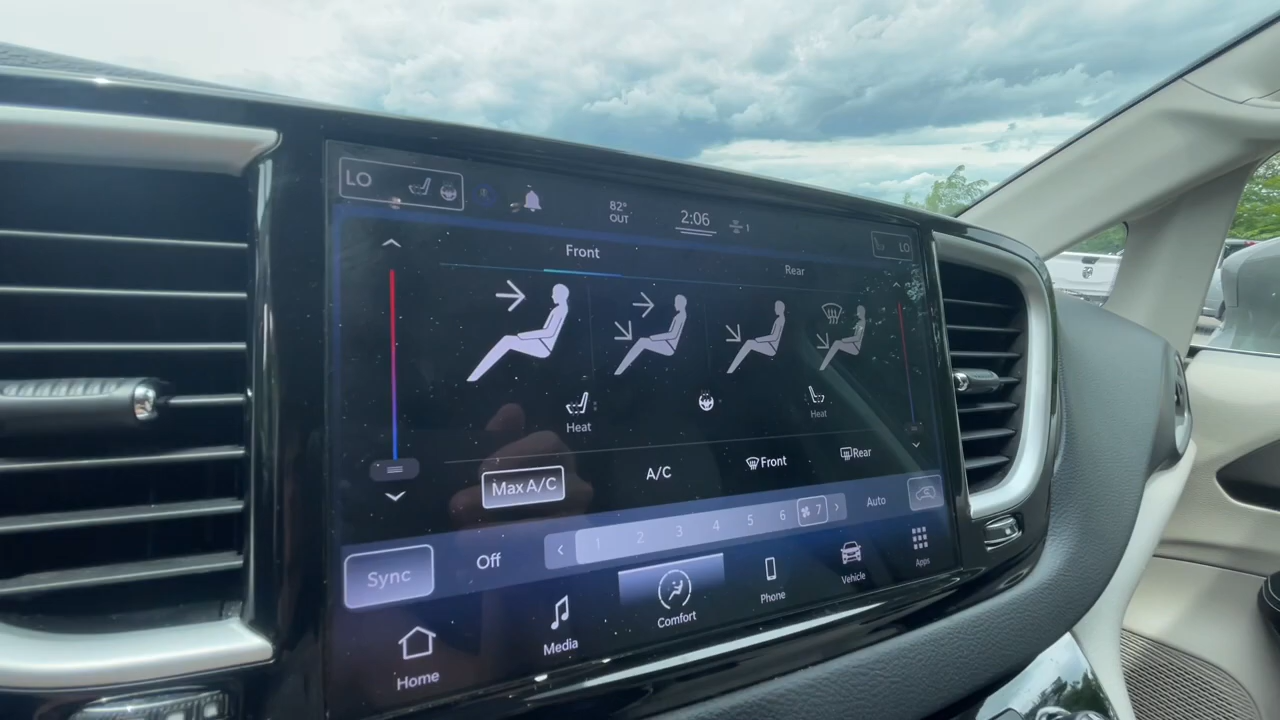 LO
82°
OUT
2:06
1
LO
Front
Rear
Heat
Heat
Max A/C
A/C
Front
Rear
Sync
Off
1 2 3 4 5 6 7
Auto
Home
Media
Comfort
Phone
Vehicle
Apps